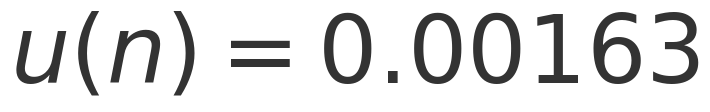 u(n) = 0.00163